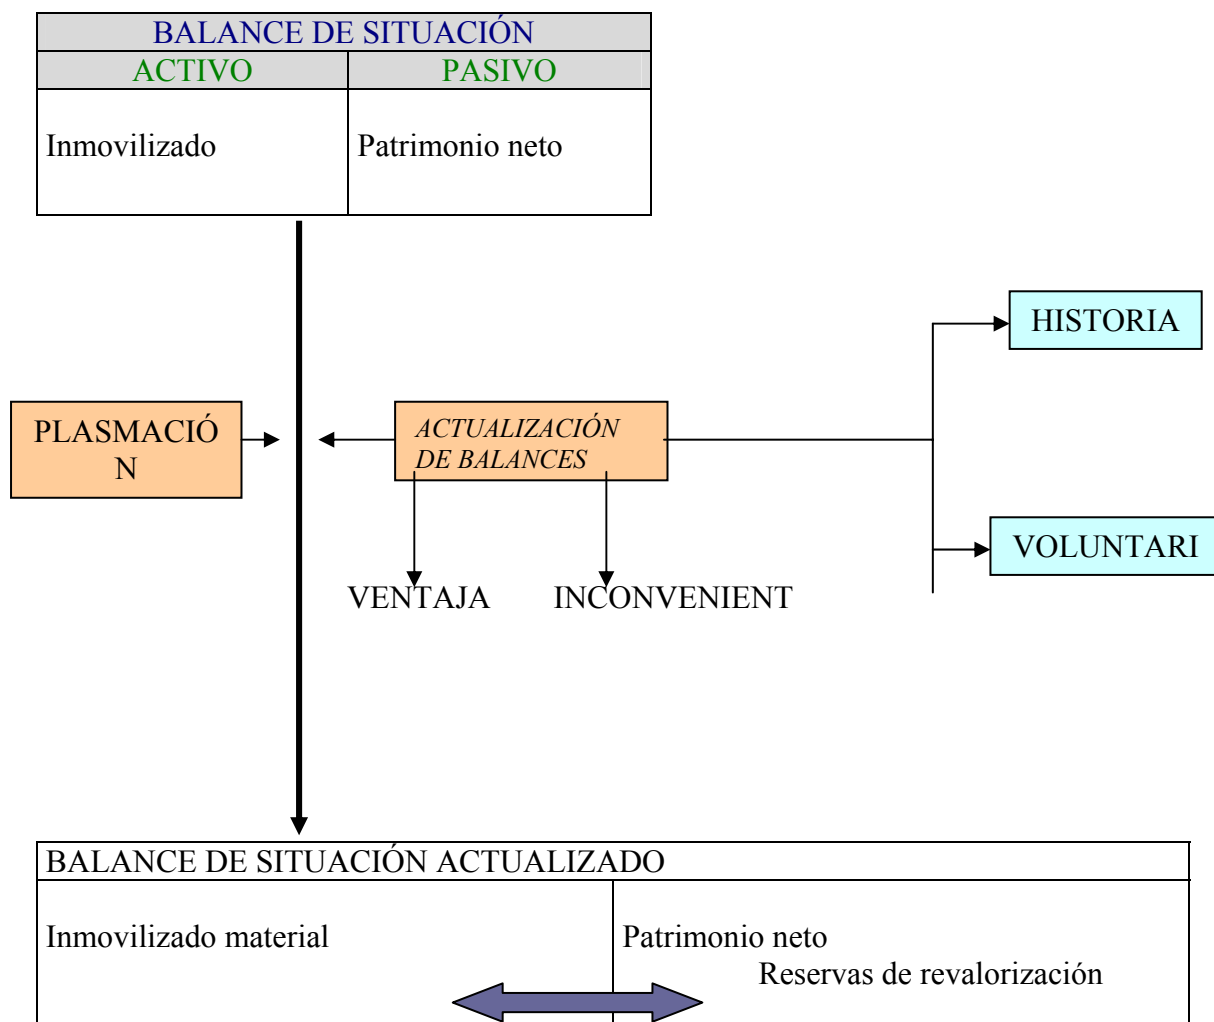 BALANCE DE SITUACIÓN
ACTIVO
PASIVO
Inmovilizado
Patrimonio neto
HISTORIA
PLASMACIÓ
N
ACTUALIZACIÓN
DE BALANCES
VOLUNTARI
VENTAJA
INCONVENIENT
BALANCE DE SITUACIÓN ACTUALIZADO
Inmovilizado material
Patrimonio neto
Reservas de revalorización